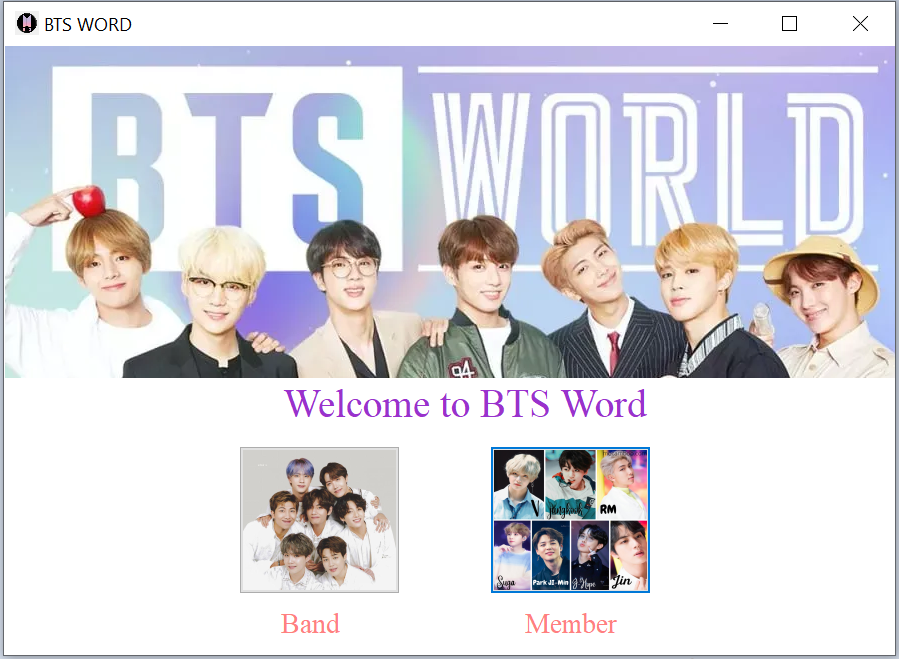 BTS WORD
BTS WORLD
94
Welcome to BTS Word
V
Jungkook
RM
Suga
Park Ji-Min
J-Hope
Jin
Band
Member